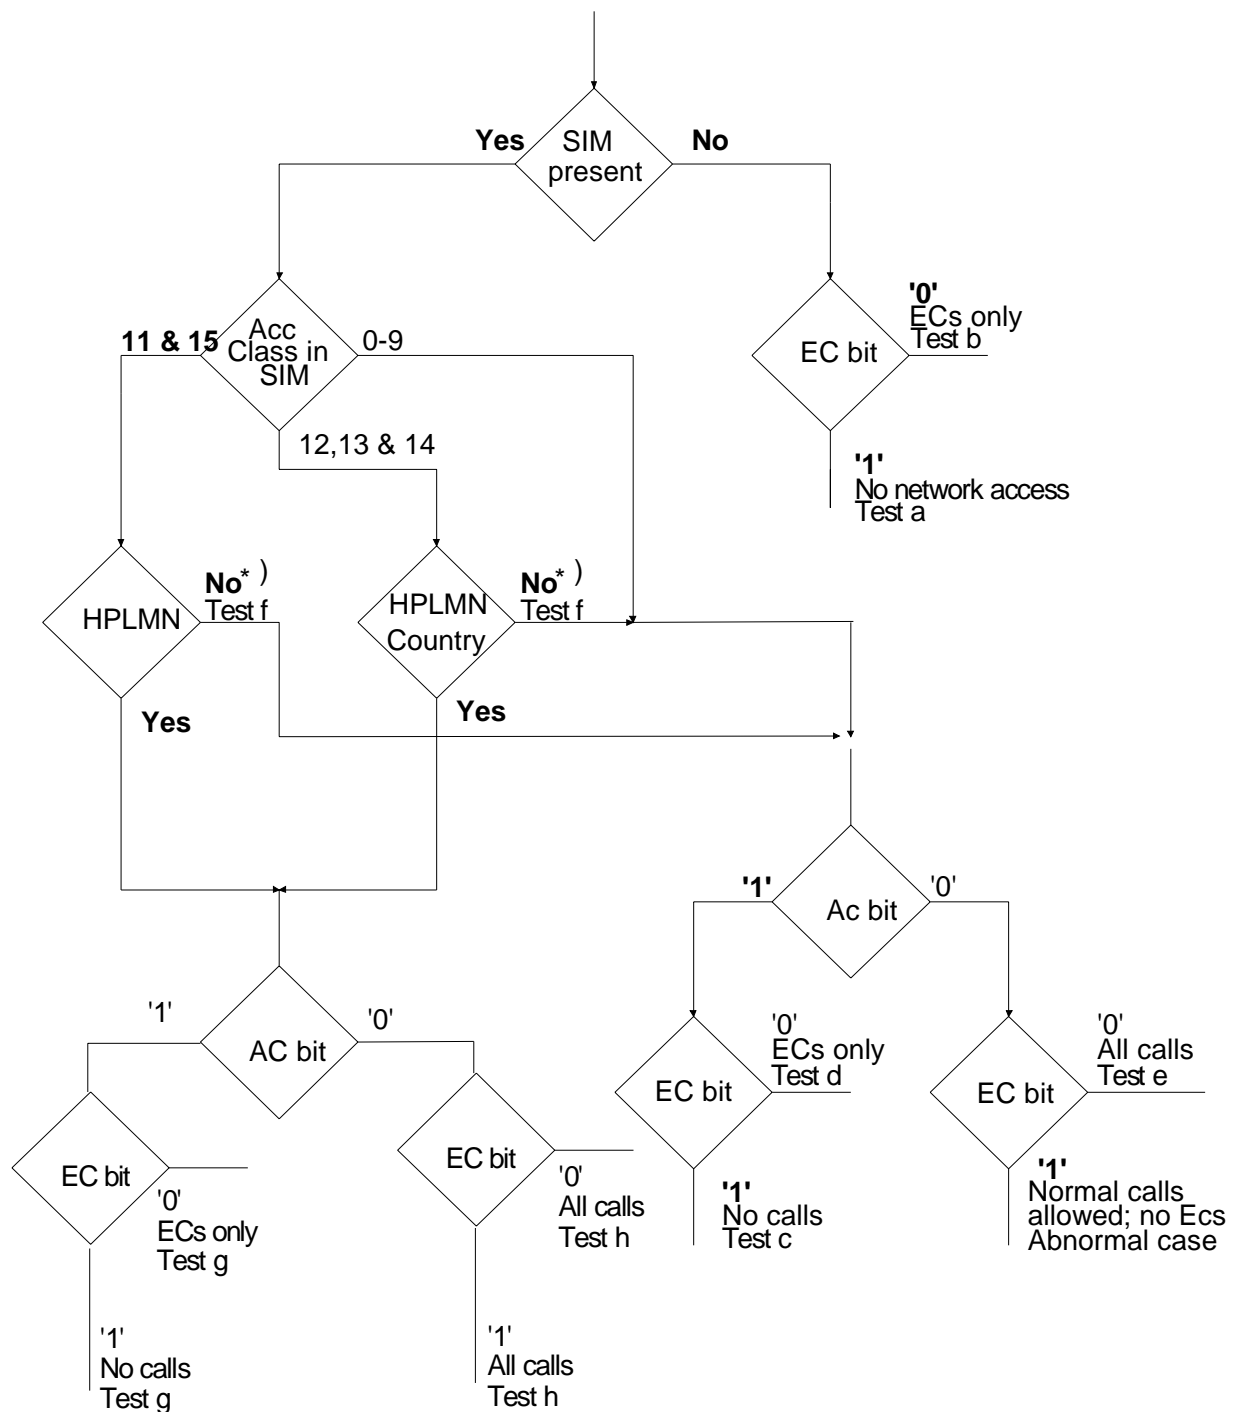 Yes
SIM
present
No
11 & 15
Acc
Class in
SIM
0-9
'0'
ECs only
Test b
EC bit
12,13 & 14
'1'
No network access
Test a
HPLMN
No* )
Test f
HPLMN
Country
No* )
Test f
Yes
Yes
'1'
Ac bit
'0'
'1'
AC bit
'0'
EC bit
'0'
ECs only
Test d
EC bit
'0'
All calls
Test e
EC bit
'0'
ECs only
Test g
EC bit
'0'
All calls
Test h
'1'
No calls
Test c
'1'
Normal calls
allowed; no Ecs
Abnormal case
'1'
No calls
Test g
'1'
All calls
Test h